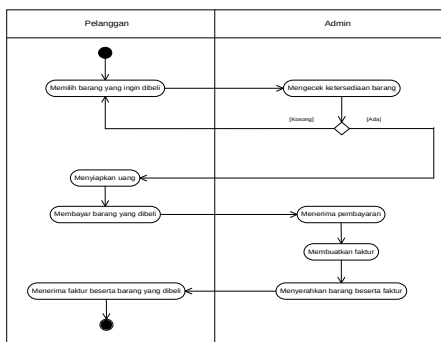 Pelanggan
Admin
Memilih barang yang ingin dibeli
Mengecek ketersediaan barang
[Kosong]
[Ada]
Menyiapkan uang
Membayar barang yang dibeli
Menerima pembayaran
Membuatkan faktur
Menerima faktur beserta barang yang dibeli
Menyerahkan barang beserta faktur